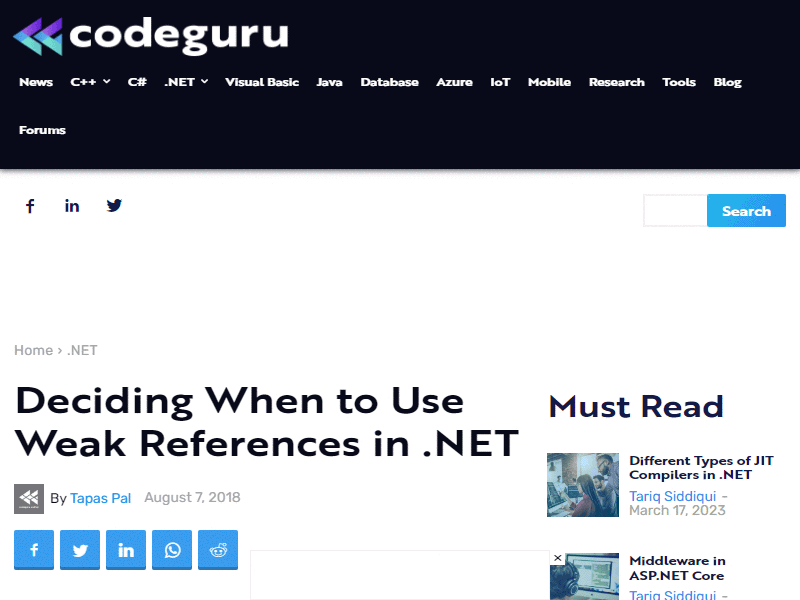 codeguru
News C++ C# .NET Visual Basic Java Database Azure IoT Mobile Research Tools Blog
Forums
Search
Home › .NET
Deciding When to Use
Weak References in .NET
By Tapas Pal August 7, 2018
Must Read
Different Types of JIT
Compilers in .NET
Tariq Siddiqui -
March 17, 2023
Middleware in
ASP.NET Core
Tariq Siddiqui -